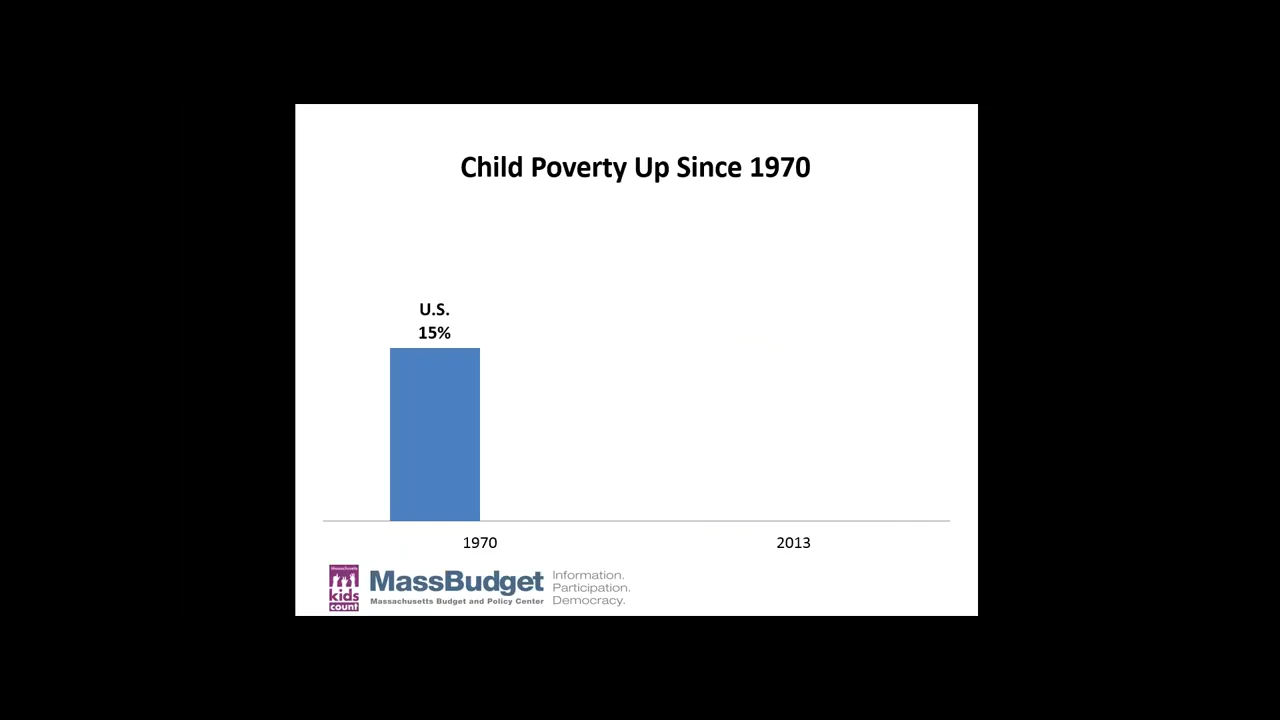 Child Poverty Up Since 1970
U.S.
15%
1970
2013
Massachusetts
kids
count
MassBudget
Massachusetts Budget and Policy Center
Information.
Participation.
Democracy.